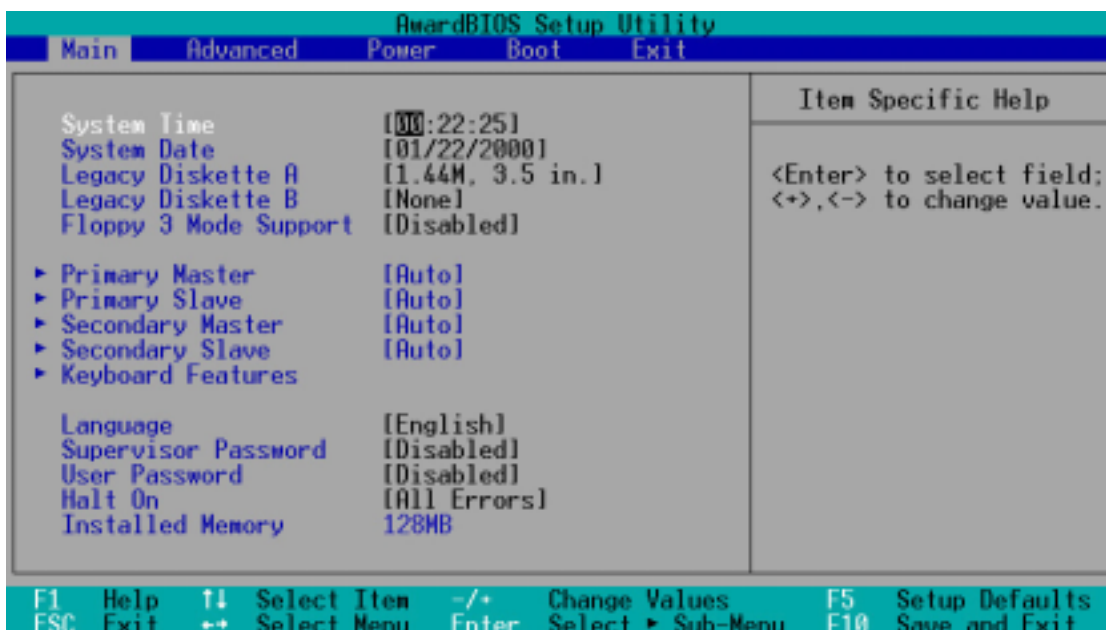 AwardBIOS Setup Utility
Main Advanced Power Boot Exit
Item Specific Help
System Time [00:22:25]
System Date [01/22/2000]
Legacy Diskette A [1.44M, 3.5 in.]
Legacy Diskette B [None]
Floppy 3 Mode Support [Disabled]
▶ Primary Master [Auto]
▶ Primary Slave [Auto]
▶ Secondary Master [Auto]
▶ Secondary Slave [Auto]
▶ Keyboard Features
Language [English]
Supervisor Password [Disabled]
User Password [Disabled]
Halt On [All Errors]
Installed Memory 128MB
<Enter> to select field;
<+>,<-> to change value.
F1 Help ↑↓ Select Item -/+ Change Values F5 Setup Defaults
ESC Exit ←→ Select Menu Enter Select ▶ Sub-Menu F10 Save and Exit